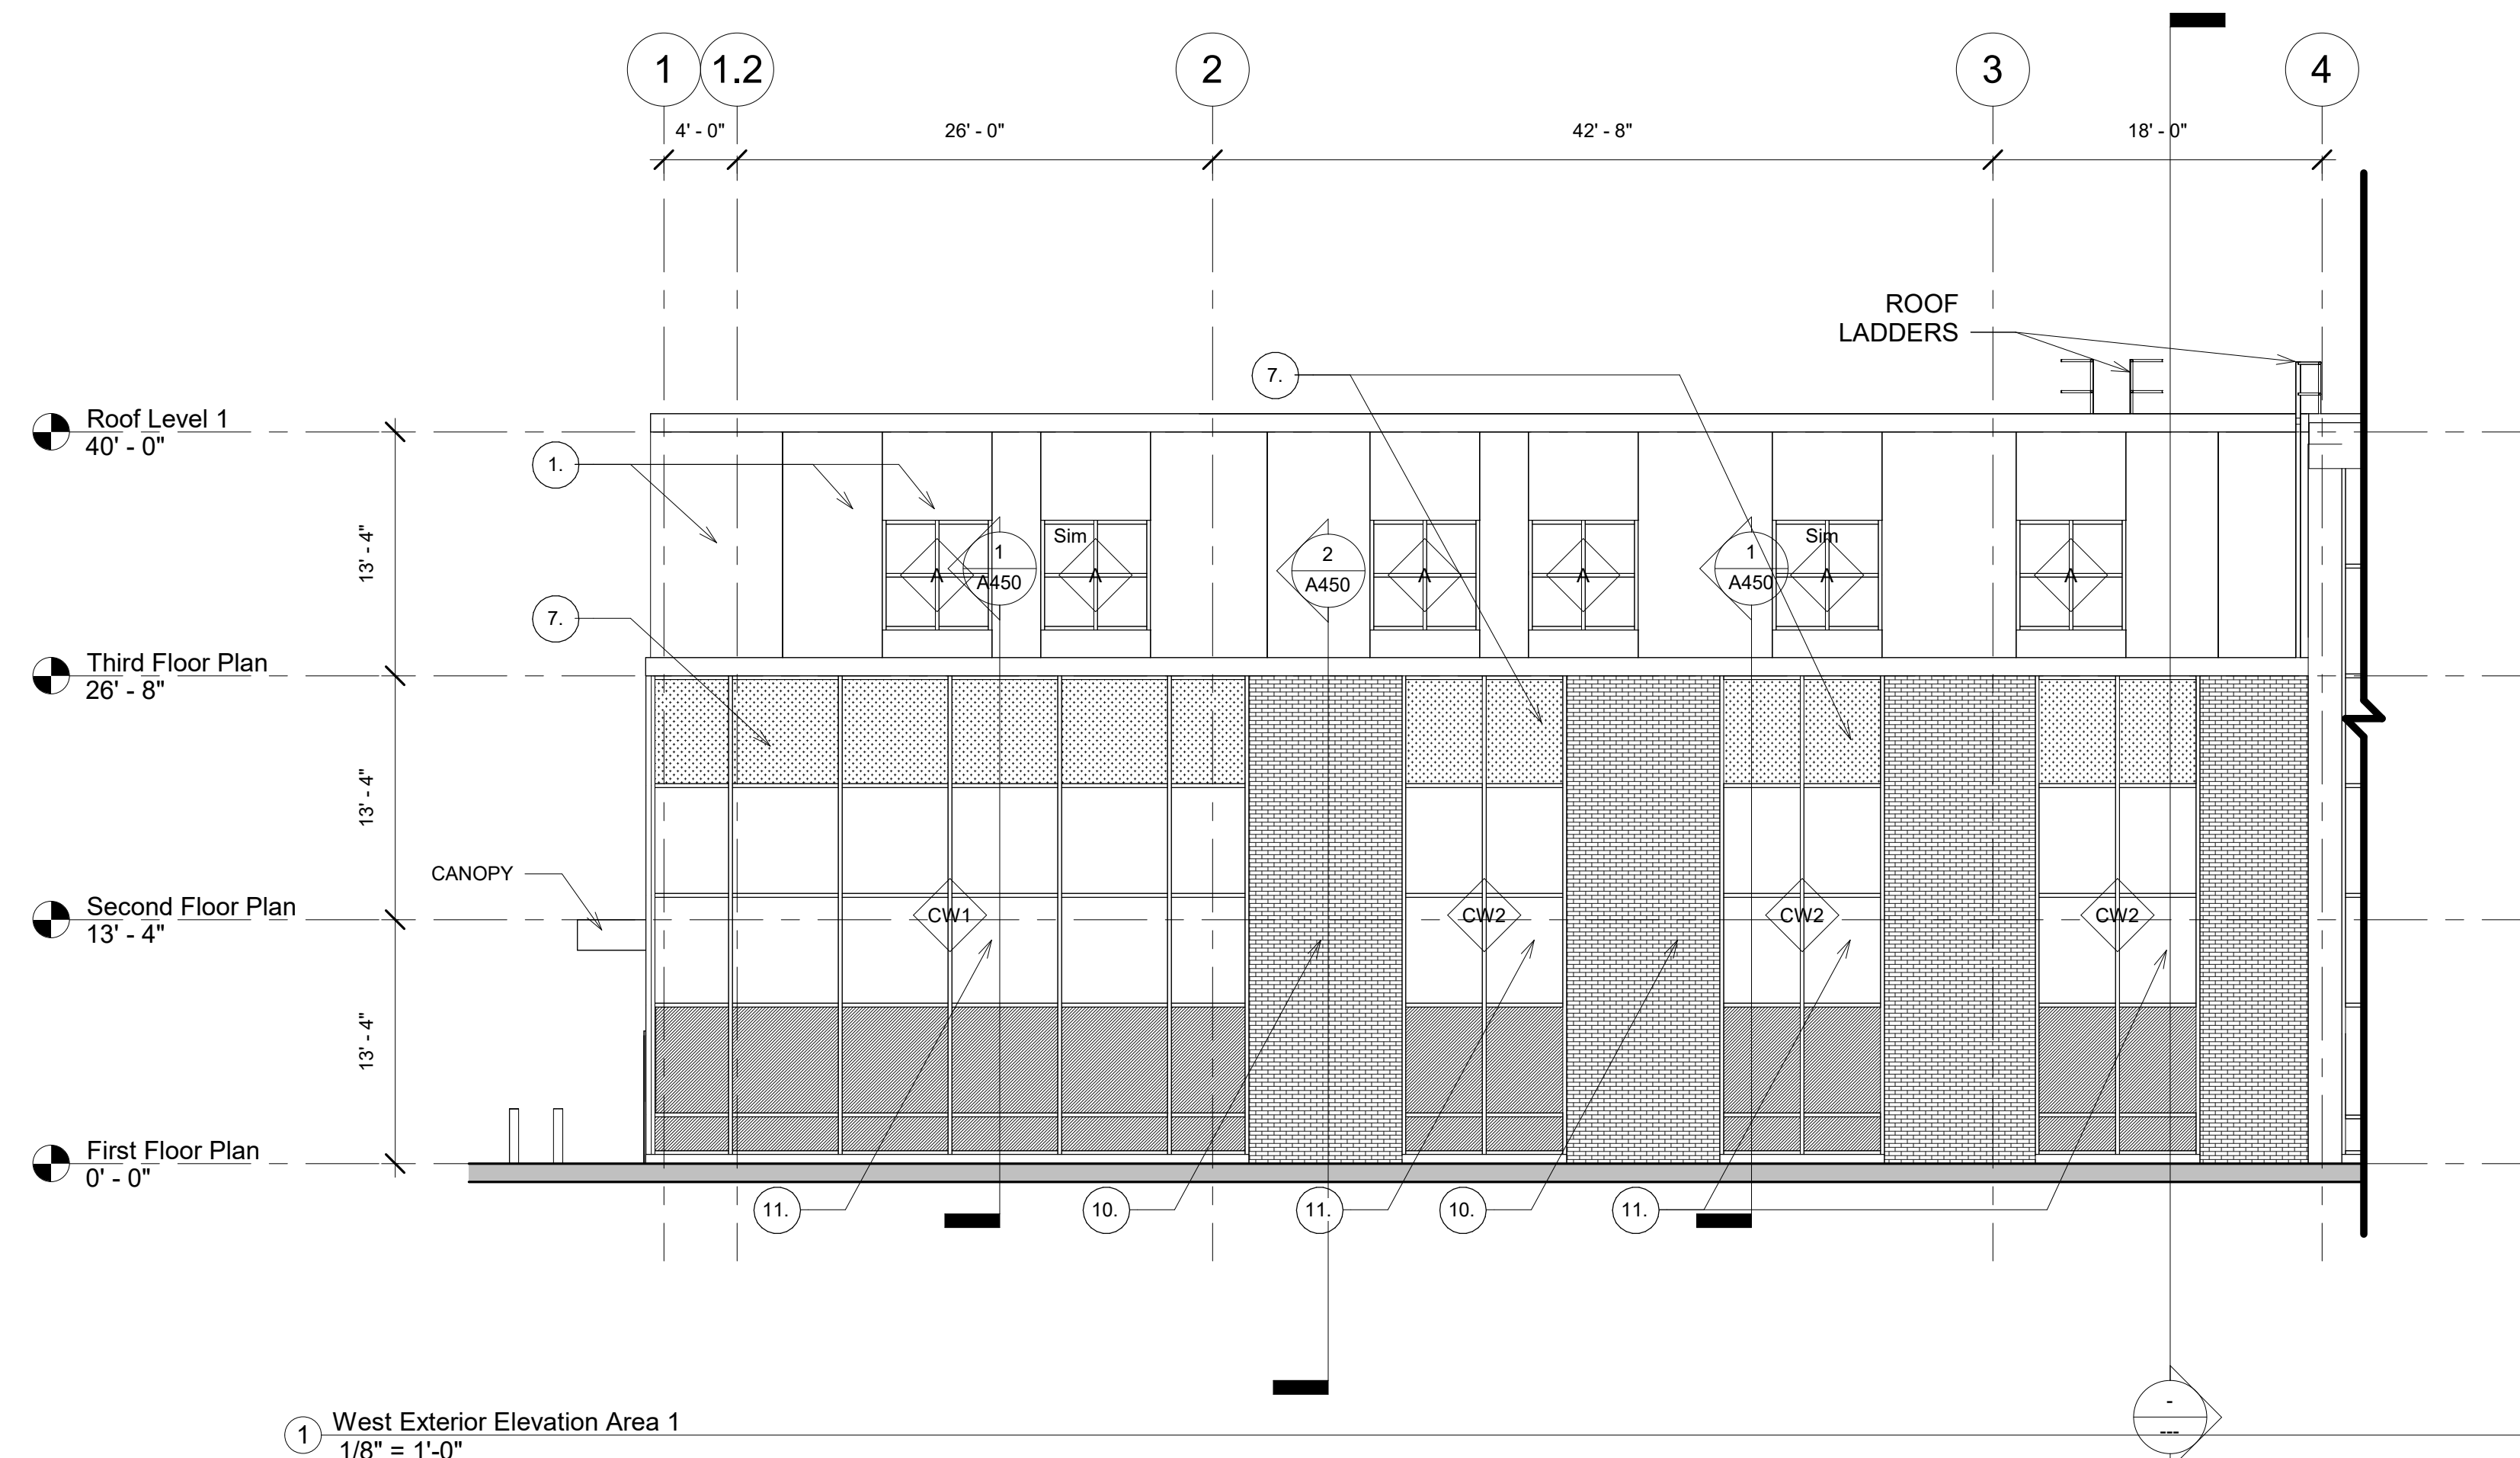 1
1.2
2
3
4
4' - 0"
26' - 0"
42' - 8"
18' - 0"
ROOF
LADDERS
7.
Roof Level 1
40' - 0"
1.
13' - 4"
Sim
Sim
1
A450
2
A450
1
A450
A
A
A
A
A
A
7.
Third Floor Plan
26' - 8"
13' - 4"
CANOPY
Second Floor Plan
13' - 4"
CW1
CW2
CW2
CW2
13' - 4"
First Floor Plan
0' - 0"
11.
10.
11.
10.
11.
-
---
1
West Exterior Elevation Area 1
1/8" = 1'-0"